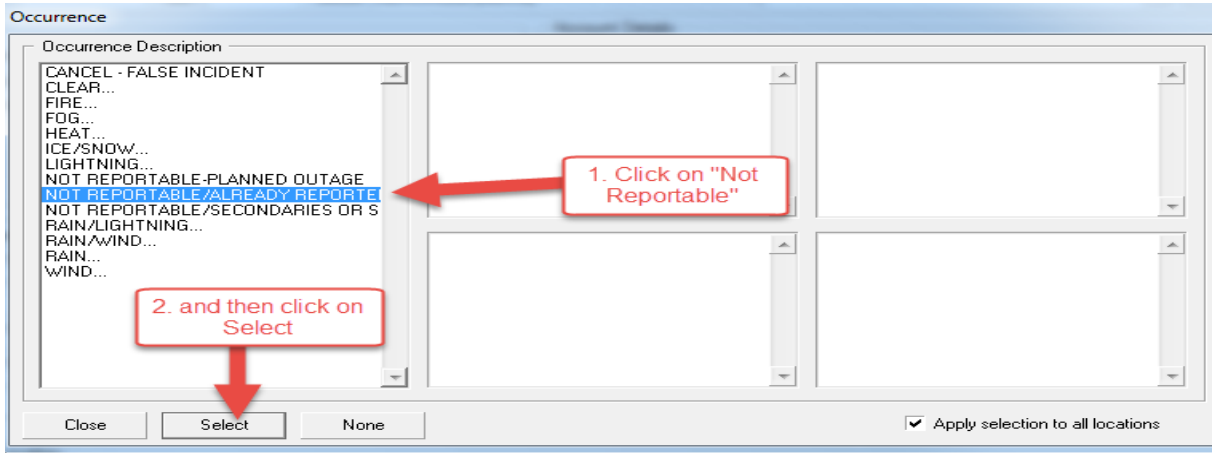 Occurrence
Occurrence Description
CANCEL - FALSE INCIDENT
CLEAR...
FIRE...
FOG...
HEAT...
ICE/SNOW...
LIGHTNING...
NOT REPORTABLE-PLANNED OUTAGE
NOT REPORTABLE/ALREADY REPORTE
NOT REPORTABLE/SECONDARIES OR S
RAIN/LIGHTNING...
RAIN/WIND...
RAIN...
WIND...
1. Click on "Not
Reportable"
2. and then click on
Select
Close
Select
None
Apply selection to all locations